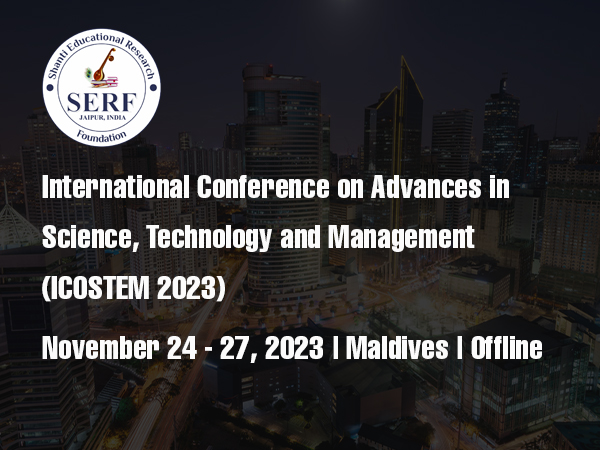 Shanti Educational Research
SERF
JAIPUR, INDIA
Foundation
International Conference on Advances in
Science, Technology and Management
(ICOSTEM 2023)
November 24 - 27, 2023 | Maldives | Offline